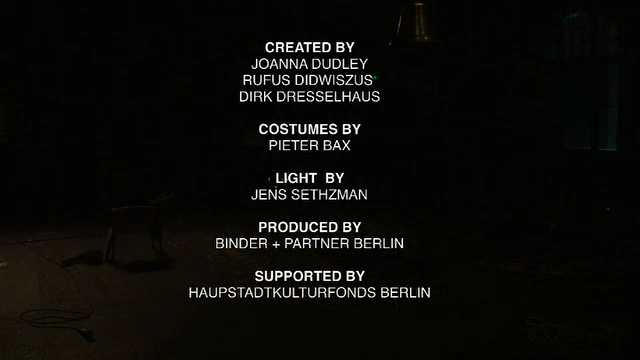 CREATED BY
JOANNA DUDLEY
RUFUS DIDWISZUS
DIRK DRESSELHAUS
COSTUMES BY
PIETER BAX
LIGHT BY
JENS SETHZMAN
PRODUCED BY
BINDER + PARTNER BERLIN
SUPPORTED BY
HAUPSTADTKULTURFONDS BERLIN